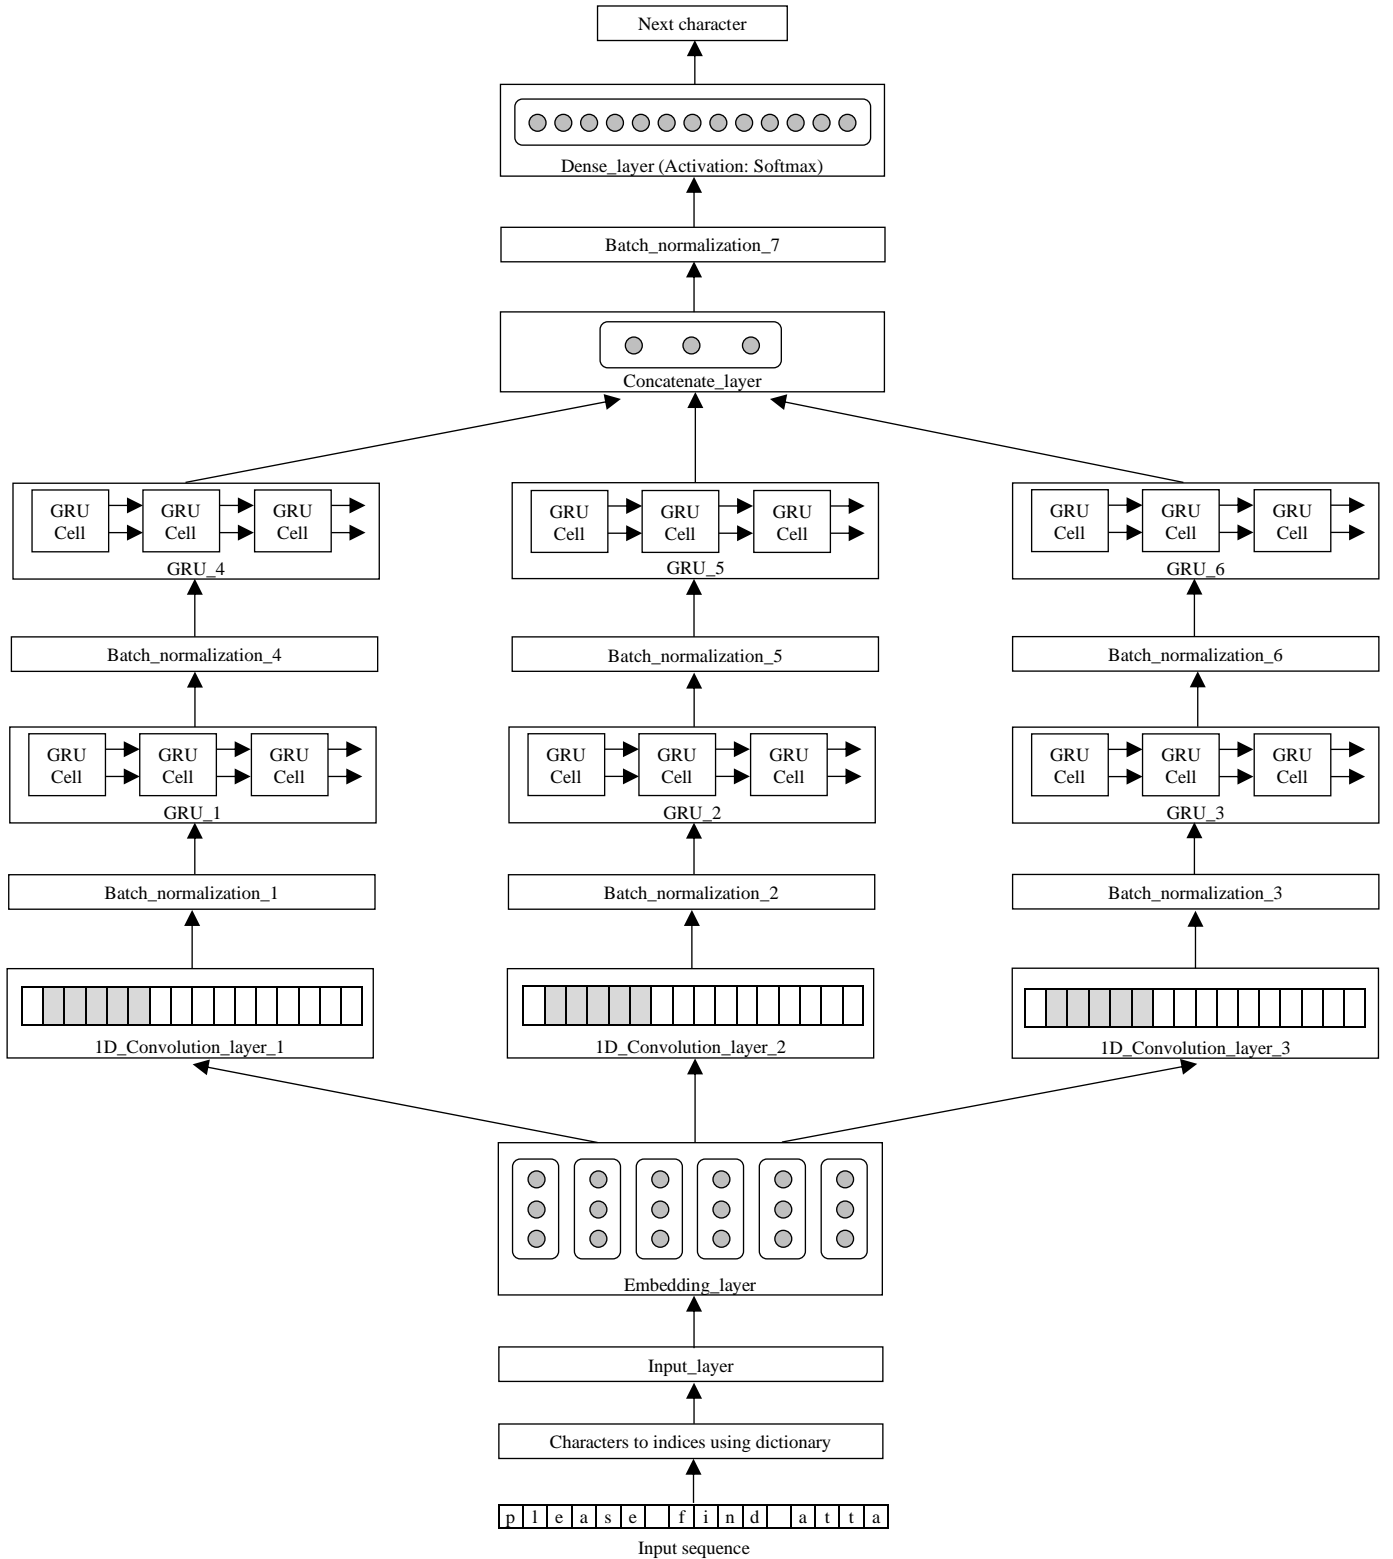 Next character
Dense_layer (Activation: Softmax)
Batch_normalization_7
Concatenate_layer
GRU
Cell
GRU
Cell
GRU
Cell
GRU_4
GRU
Cell
GRU
Cell
GRU
Cell
GRU_5
GRU
Cell
GRU
Cell
GRU
Cell
GRU_6
Batch_normalization_4
Batch_normalization_5
Batch_normalization_6
GRU
Cell
GRU
Cell
GRU
Cell
GRU_1
GRU
Cell
GRU
Cell
GRU
Cell
GRU_2
GRU
Cell
GRU
Cell
GRU
Cell
GRU_3
Batch_normalization_1
Batch_normalization_2
Batch_normalization_3
1D_Convolution_layer_1
1D_Convolution_layer_2
1D_Convolution_layer_3
Embedding_layer
Input_layer
Characters to indices using dictionary
p l e a s e f i n d a t t a
Input sequence